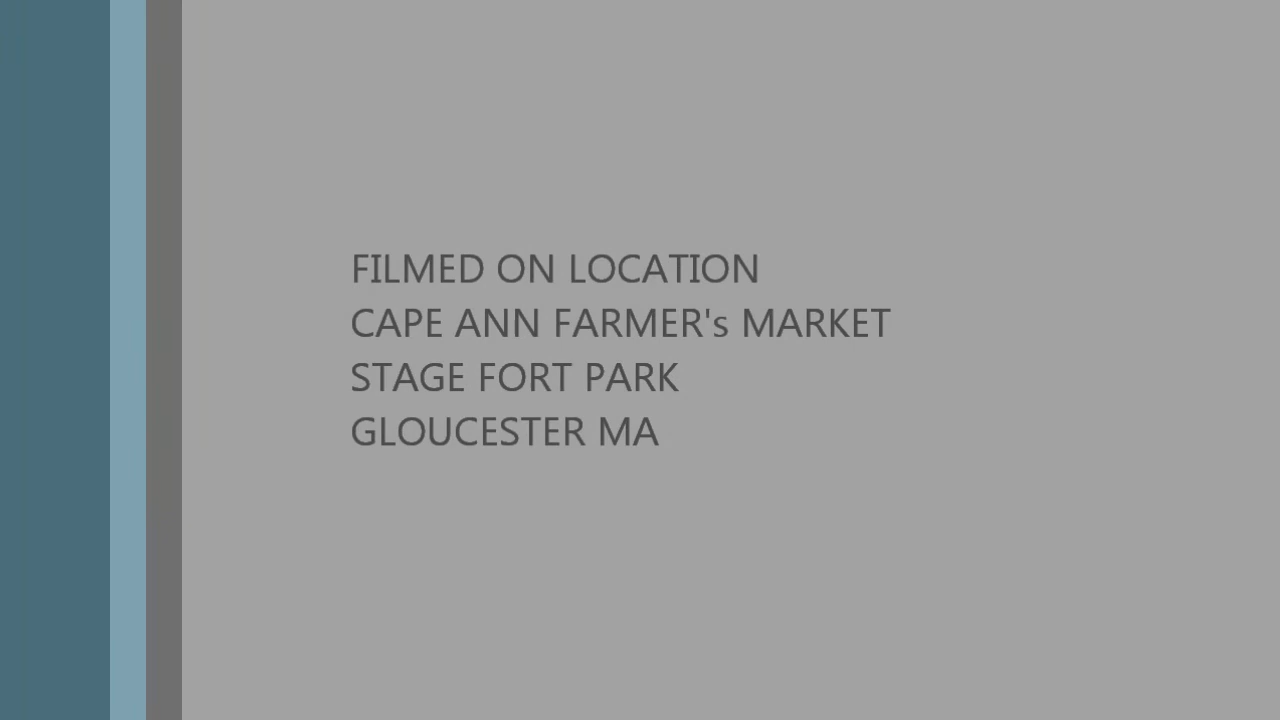 FILMED ON LOCATION
CAPE ANN FARMER's MARKET
STAGE FORT PARK
GLOUCESTER MA